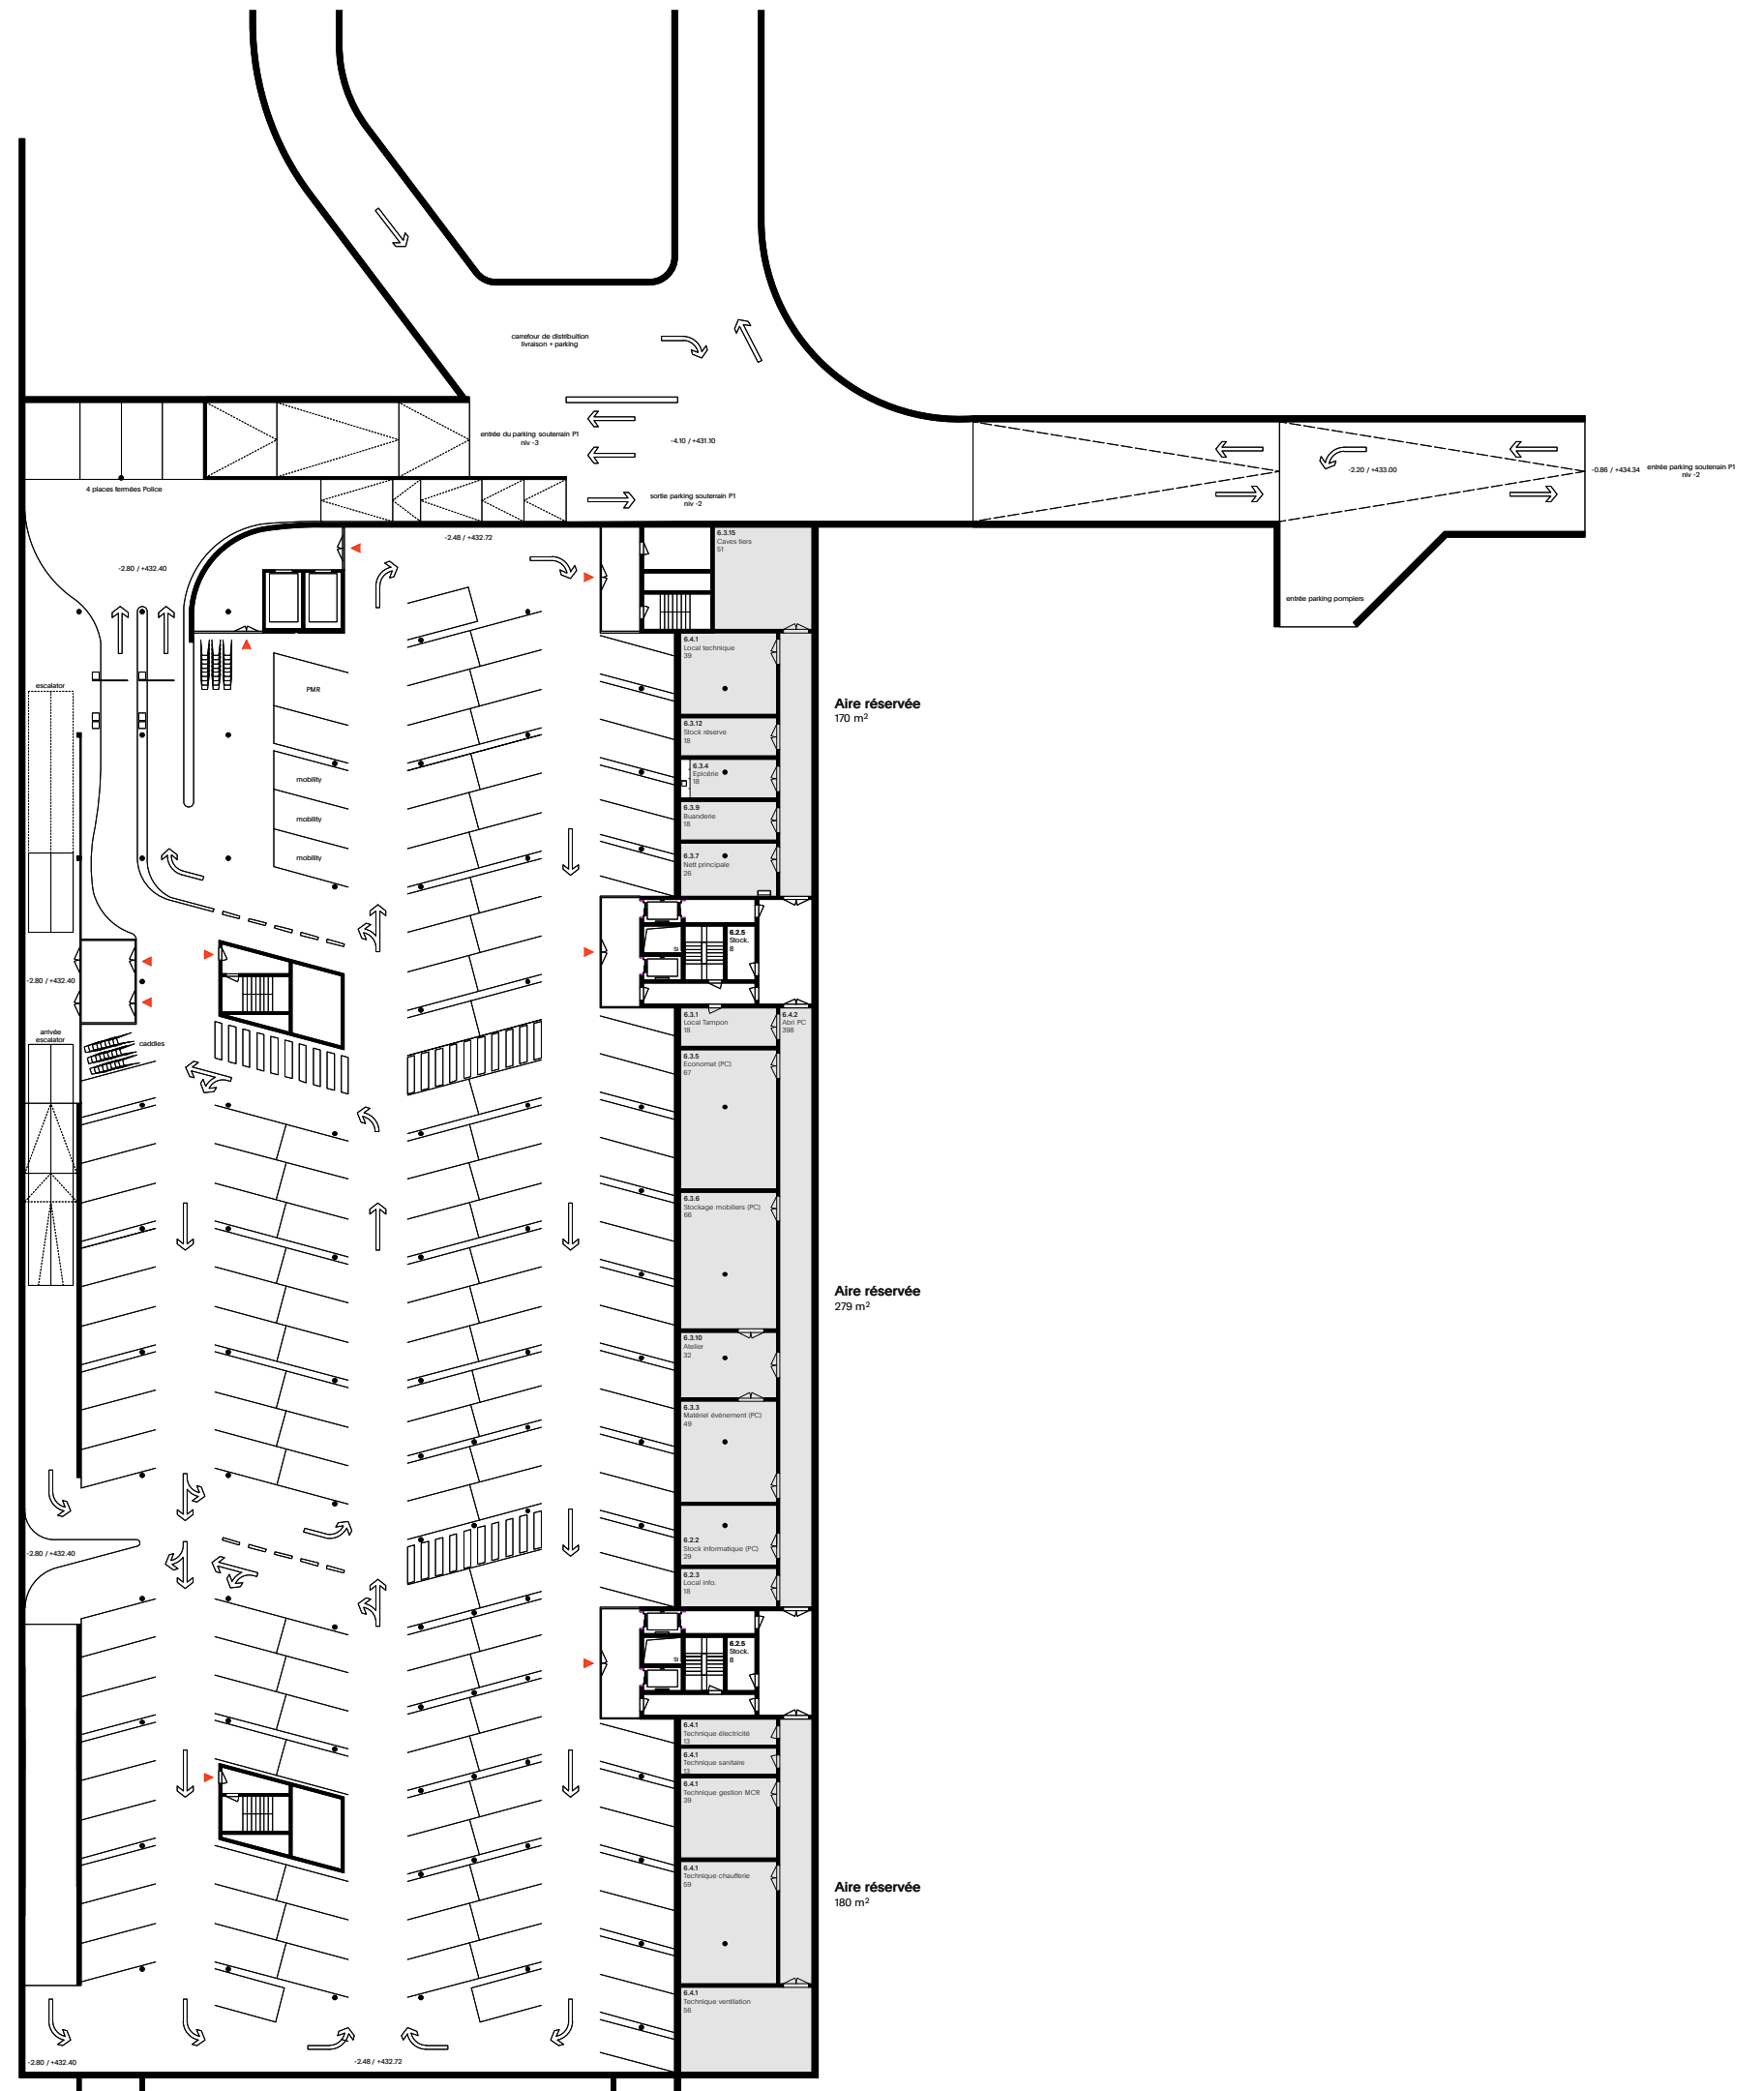 carrefour de distribuition
livraison + parking
entrée du parking souterrain P1
niv -3
-4.10 / +431.10
-2.20 / +433.00
-0.86 / +434.34
entrée parking souterrain P1
niv -2
4 places fermées Police
sortie parking souterrain P1
niv -2
-2.48 / +432.72
6.3.15
Caves tiers
51
-2.80 / +432.40
entrée parking pompiers
6.4.1
Local technique
39
escalator
PMR
Aire réservée
170 m²
6.3.12
Stock réserve
18
6.3.4
Epicérie
18
mobility
6.3.9
Buanderie
18
mobility
6.3.7
Nett principale
26
mobility
6.2.5
Stock.
8
SI
-2.80 / +432.40
6.3.1
Local Tampon
18
6.4.2
Abri PC
398
arrivée
escalator
caddies
6.3.5
Economat (PC)
67
6.3.6
Stockage mobiliers (PC)
66
Aire réservée
279 m²
6.3.10
Atelier
32
6.3.3
Matériel événement (PC)
49
6.2.2
Stock informatique (PC)
29
-2.80 / +432.40
6.2.3
Local info.
18
6.2.5
Stock.
8
SI
6.4.1
Technique électricité
13
6.4.1
Technique sanitaire
13
6.4.1
Technique gestion MCR
39
6.4.1
Technique chaufferie
59
Aire réservée
180 m²
6.4.1
Technique ventilation
56
-2.80 / +432.40
-2.48 / +432.72